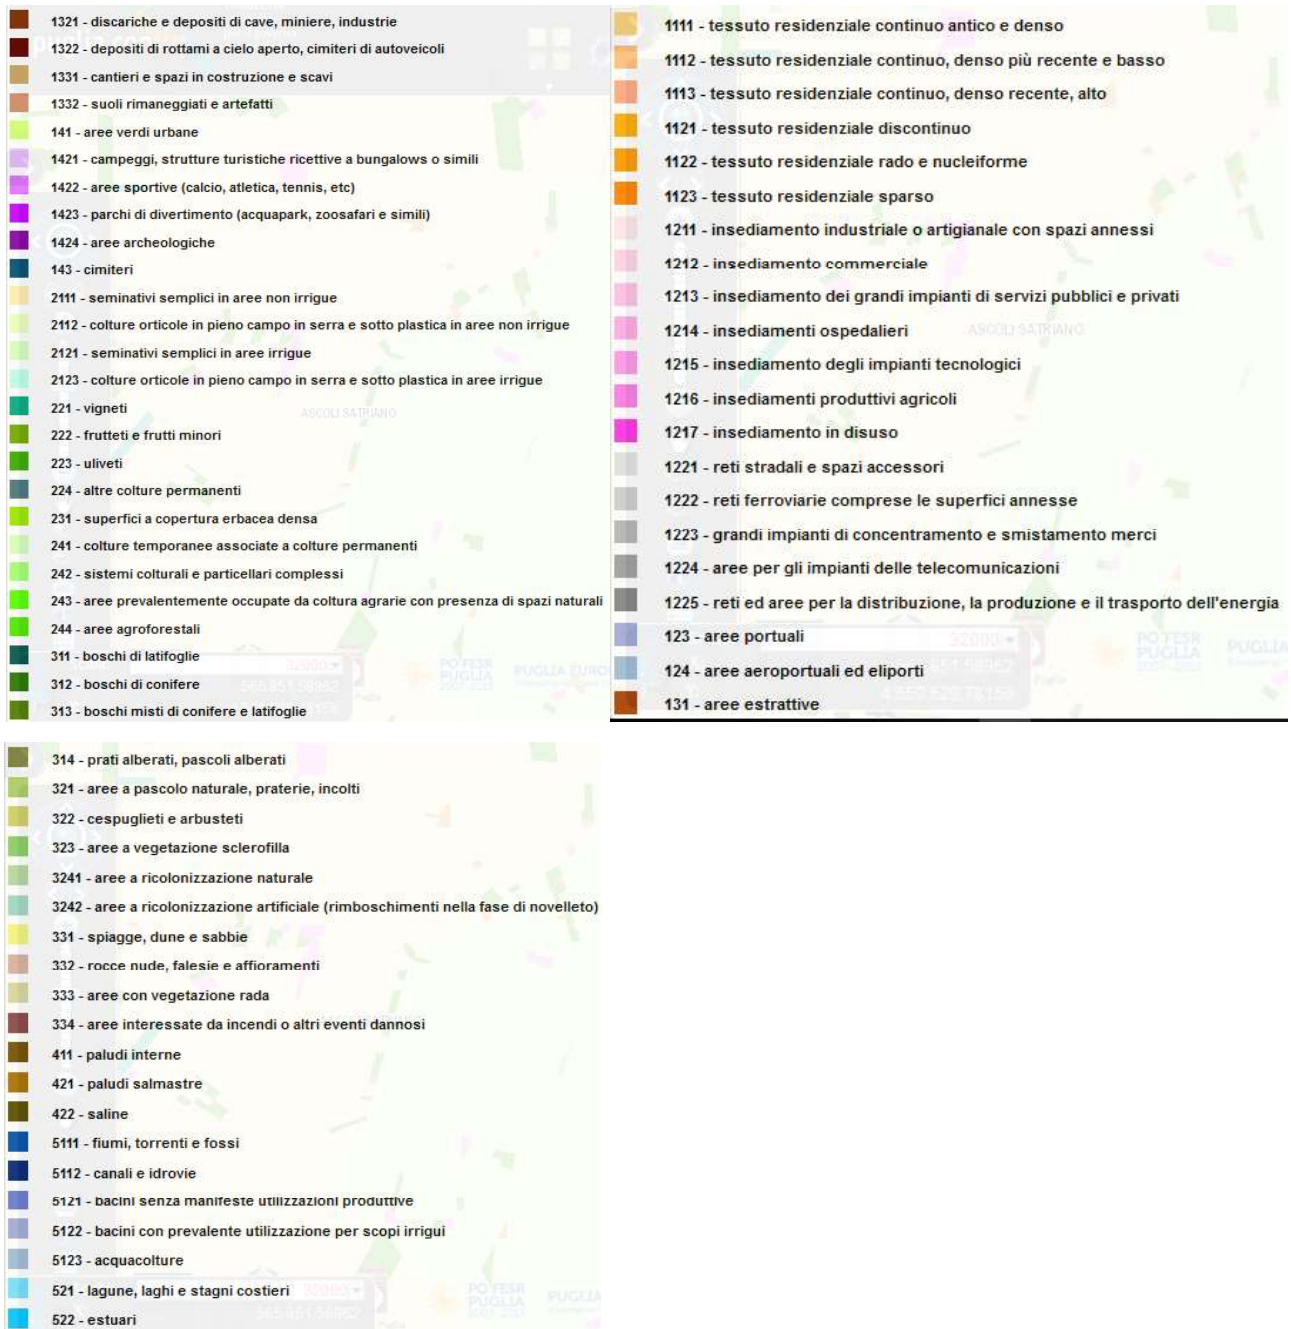 1321 - discariche e depositi di cave, miniere, industrie
1322 - depositi di rottami a cielo aperto, cimiteri di autoveicoli
1331 - cantieri e spazi in costruzione e scavi
1332 - suoli rimaneggiati e artefatti
141 - aree verdi urbane
1421 - campeggi, strutture turistiche ricettive a bungalows o simili
1422 - aree sportive (calcio, atletica, tennis, etc)
1423 - parchi di divertimento (acquapark, zoosafari e simili)
1424 - aree archeologiche
143 - cimiteri
2111 - seminativi semplici in aree non irrigue
2112 - colture orticole in pieno campo in serra e sotto plastica in aree non irrigue
2121 - seminativi semplici in aree irrigue
2123 - colture orticole in pieno campo in serra e sotto plastica in aree irrigue
221 - vigneti
ASCOLI SATRIANO
222 - frutteti e frutti minori
223 - uliveti
224 - altre colture permanenti
231 - superfici a copertura erbacea densa
241 - colture temporanee associate a colture permanenti
242 - sistemi colturali e particellari complessi
243 - aree prevalentemente occupate da coltura agrarie con presenza di spazi naturali
244 - aree agroforestali
311 - boschi di latifoglie
312 - boschi di conifere
313 - boschi misti di conifere e latifoglie
32000
PO FESR
PUGLIA
PUGLIA EURO
1111 - tessuto residenziale continuo antico e denso
1112 - tessuto residenziale continuo, denso più recente e basso
1113 - tessuto residenziale continuo, denso recente, alto
1121 - tessuto residenziale discontinuo
1122 - tessuto residenziale rado e nucleiforme
1123 - tessuto residenziale sparso
1211 - insediamento industriale o artigianale con spazi annessi
1212 - insediamento commerciale
1213 - insediamento dei grandi impianti di servizi pubblici e privati
1214 - insediamenti ospedalieri
ASCOLI SATRIANO
1215 - insediamento degli impianti tecnologici
1216 - insediamenti produttivi agricoli
1217 - insediamento in disuso
1221 - reti stradali e spazi accessori
1222 - reti ferroviarie comprese le superfici annesse
1223 - grandi impianti di concentramento e smistamento merci
1224 - aree per gli impianti delle telecomunicazioni
1225 - reti ed aree per la distribuzione, la produzione e il trasporto dell'energia
123 - aree portuali
124 - aree aeroportuali ed eliporti
131 - aree estrattive
32000
PO FESR
PUGLIA
PUGLIA
314 - prati alberati, pascoli alberati
321 - aree a pascolo naturale, praterie, incolti
322 - cespuglieti e arbusteti
323 - aree a vegetazione sclerofilla
3241 - aree a ricolonizzazione naturale
3242 - aree a ricolonizzazione artificiale (rimboschimenti nella fase di novelleto)
331 - spiagge, dune e sabbie
332 - rocce nude, falesie e affioramenti
333 - aree con vegetazione rada
334 - aree interessate da incendi o altri eventi dannosi
411 - paludi interne
421 - paludi salmastre
422 - saline
5111 - fiumi, torrenti e fossi
5112 - canali e idrovie
5121 - bacini senza manifeste utilizzazioni produttive
5122 - bacini con prevalente utilizzazione per scopi irrigui
5123 - acquacolture
521 - lagune, laghi e stagni costieri
522 - estuari
PO FESR
PUGLIA